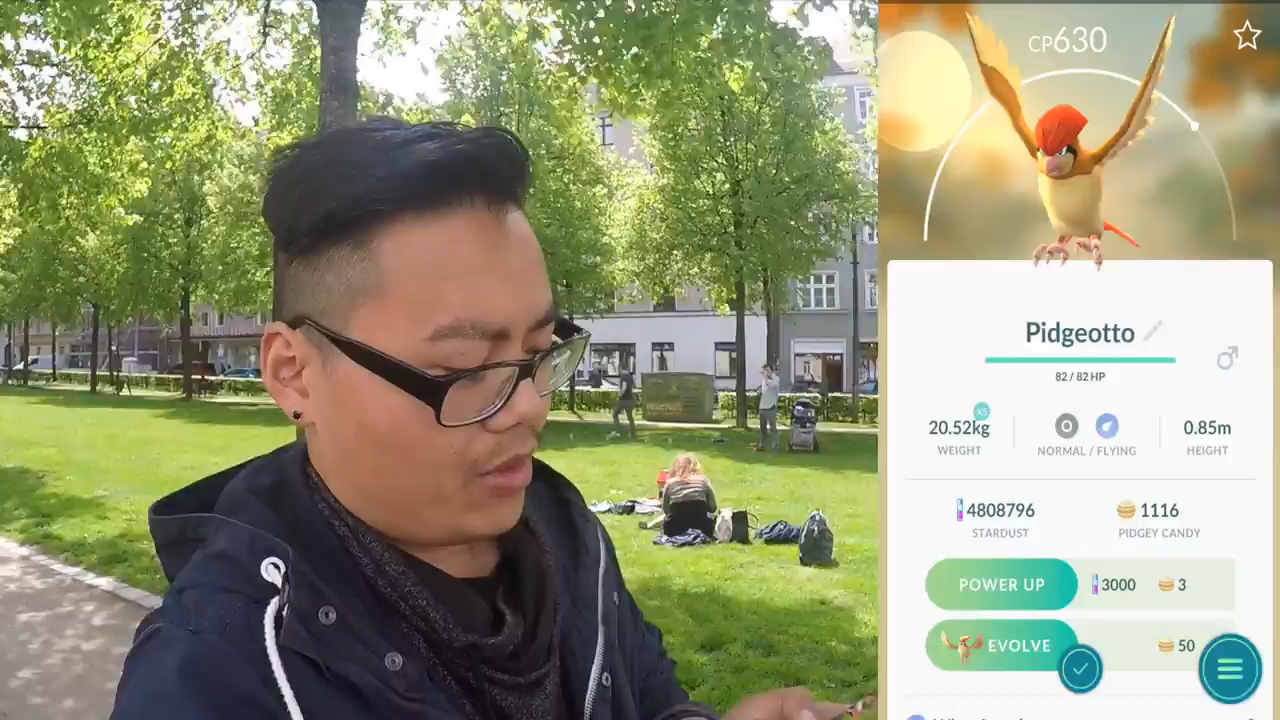 CP630
Pidgeotto
82 / 82 HP
XS
20.52kg
WEIGHT
NORMAL / FLYING
0.85m
HEIGHT
4808796
STARDUST
1116
PIDGEY CANDY
POWER UP
3000
3
EVOLVE
50